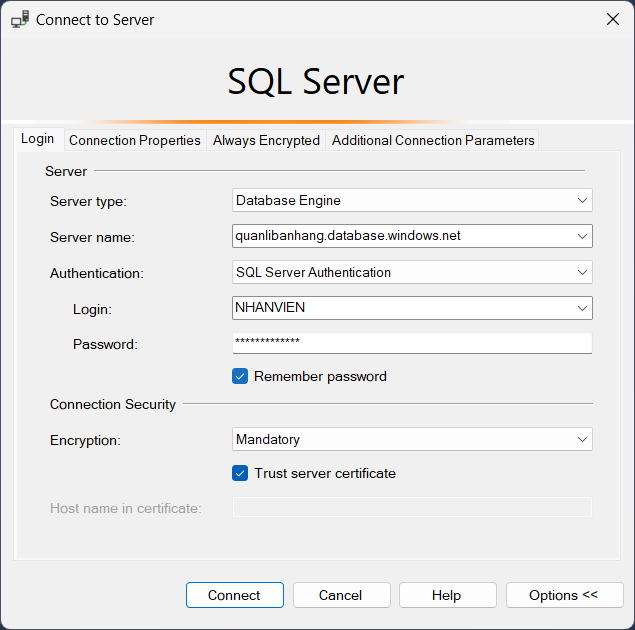 Connect to Server
SQL Server
Login Connection Properties Always Encrypted Additional Connection Parameters
Server
Server type: Database Engine
Server name: quanlibanhang.database.windows.net
Authentication: SQL Server Authentication
Login: NHANVIEN
Password: *************
Remember password
Connection Security
Encryption: Mandatory
Trust server certificate
Host name in certificate:
Connect Cancel Help Options <<